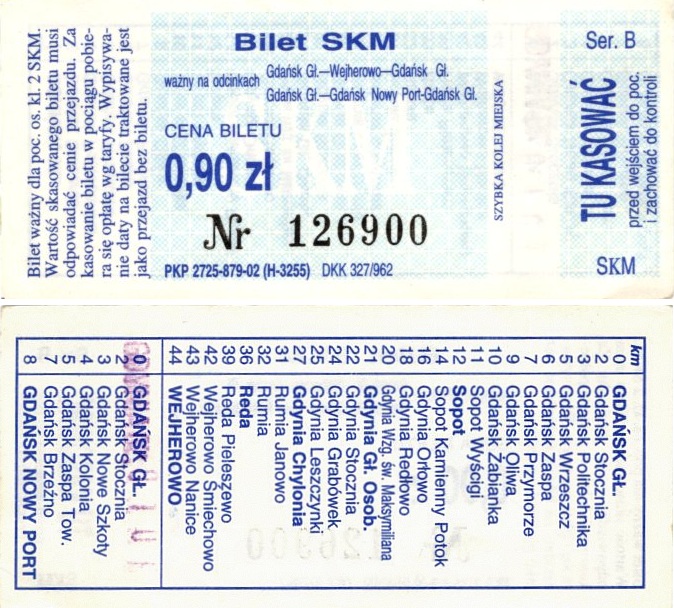 Bilet ważny dla poc. os. kl. 2 SKM.
Wartość skasowanego biletu musi
odpowiadać cenie przejazdu. Za
kasowanie biletu w pociągu pobie-
ra się opłatę wg taryfy. Wypisywa-
nie daty na bilecie traktowane jest
jako przejazd bez biletu.
Bilet SKM
ważny na odcinkach
Gdańsk Gł.—Wejherowo—Gdańsk Gł.
Gdańsk Gł.—Gdańsk Nowy Port-Gdańsk Gł.
CENA BILETU
0,90 zł
Nr 126900
PKP 2725-879-02 (H-3255) DKK 327/962
SZYBKA KOLEJ MIEJSKA
Ser. B
TU KASOWAĆ
przed wejściem do poc.
i zachować do kontroli
SKM
km
0 GDAŃSK GŁ.
2 Gdańsk Stocznia
3 Gdańsk Politechnika
5 Gdańsk Wrzeszcz
6 Gdańsk Zaspa
7 Gdańsk Przymorze
9 Gdańsk Oliwa
10 Gdańsk Żabianka
11 Sopot Wyścigi
12 Sopot
14 Sopot Kamienny Potok
16 Gdynia Orłowo
18 Gdynia Redłowo
20 Gdynia Wzg. św. Maksymiliana
21 Gdynia Gł. Osob.
22 Gdynia Stocznia
24 Gdynia Grabówek
25 Gdynia Leszczynki
27 Gdynia Chylonia
31 Rumia Janowo
32 Rumia
36 Reda
39 Reda Pieleszewo
42 Wejherowo Śmiechowo
43 Wejherowo Nanice
44 WEJHEROWO
0 GDAŃSK GŁ.
2 Gdańsk Stocznia
3 Gdańsk Nowe Szkoty
4 Gdańsk Kolonia
5 Gdańsk Zaspa Tow.
7 Gdańsk Brzeźno
8 GDAŃSK NOWY PORT